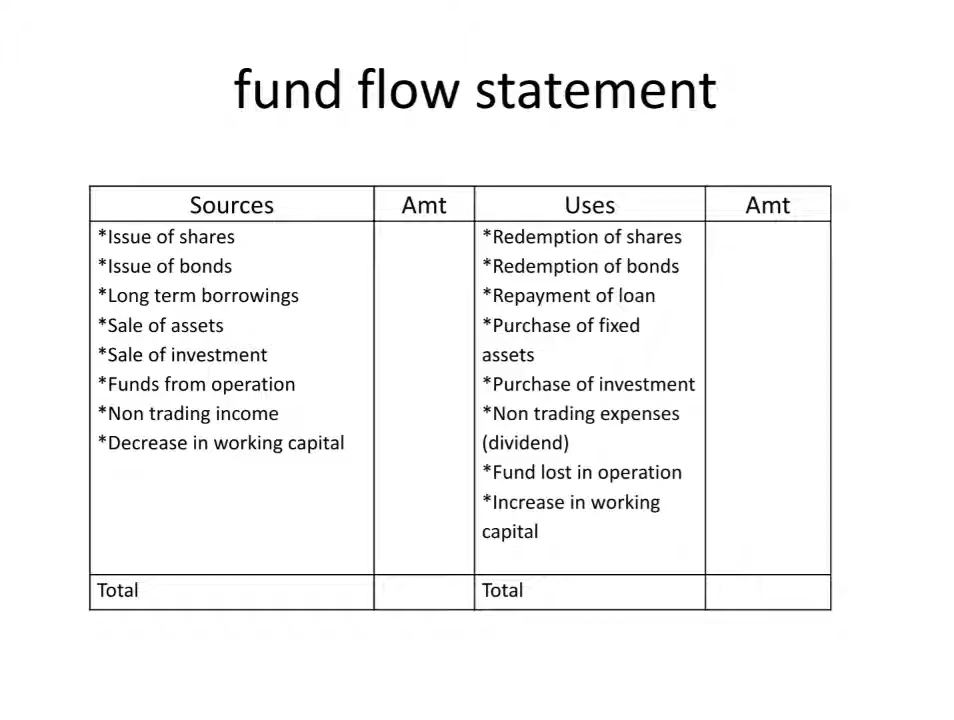 fund flow statement
Sources Amt Uses Amt
*Issue of shares
*Issue of bonds
*Long term borrowings
*Sale of assets
*Sale of investment
*Funds from operation
*Non trading income
*Decrease in working capital
*Redemption of shares
*Redemption of bonds
*Repayment of loan
*Purchase of fixed
assets
*Purchase of investment
*Non trading expenses
(dividend)
*Fund lost in operation
*Increase in working
capital
Total Total